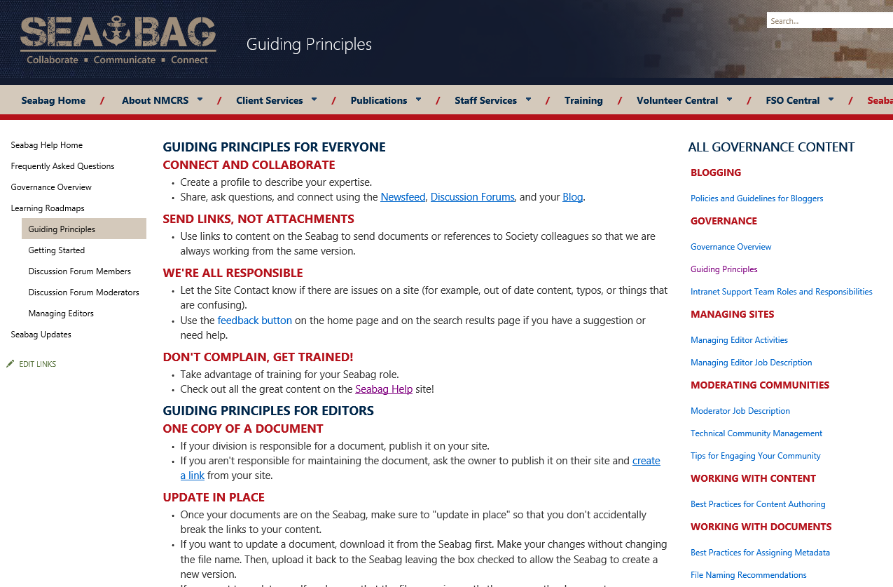 SEABAG
Collaborate ▪ Communicate ▪ Connect
Guiding Principles
Search...
Seabag Home / About NMCRS / Client Services / Publications / Staff Services / Training / Volunteer Central / FSO Central / Seaba
Seabag Help Home
Frequently Asked Questions
Governance Overview
Learning Roadmaps
Guiding Principles
Getting Started
Discussion Forum Members
Discussion Forum Moderators
Managing Editors
Seabag Updates
EDIT LINKS
GUIDING PRINCIPLES FOR EVERYONE
CONNECT AND COLLABORATE
• Create a profile to describe your expertise.
• Share, ask questions, and connect using the Newsfeed, Discussion Forums, and your Blog.
SEND LINKS, NOT ATTACHMENTS
• Use links to content on the Seabag to send documents or references to Society colleagues so that we are
always working from the same version.
WE'RE ALL RESPONSIBLE
• Let the Site Contact know if there are issues on a site (for example, out of date content, typos, or things that
are confusing).
• Use the feedback button on the home page and on the search results page if you have a suggestion or
need help.
DON'T COMPLAIN, GET TRAINED!
• Take advantage of training for your Seabag role.
• Check out all the great content on the Seabag Help site!
GUIDING PRINCIPLES FOR EDITORS
ONE COPY OF A DOCUMENT
• If your division is responsible for a document, publish it on your site.
• If you aren't responsible for maintaining the document, ask the owner to publish it on their site and create
a link from your site.
UPDATE IN PLACE
• Once your documents are on the Seabag, make sure to "update in place" so that you don't accidentally
break the links to your content.
• If you want to update a document, download it from the Seabag first. Make your changes without changing
the file name. Then, upload it back to the Seabag leaving the box checked to allow the Seabag to create a
new version.
ALL GOVERNANCE CONTENT
BLOGGING
Policies and Guidelines for Bloggers
GOVERNANCE
Governance Overview
Guiding Principles
Intranet Support Team Roles and Responsibilities
MANAGING SITES
Managing Editor Activities
Managing Editor Job Description
MODERATING COMMUNITIES
Moderator Job Description
Technical Community Management
Tips for Engaging Your Community
WORKING WITH CONTENT
Best Practices for Content Authoring
WORKING WITH DOCUMENTS
Best Practices for Assigning Metadata
File Naming Recommendations